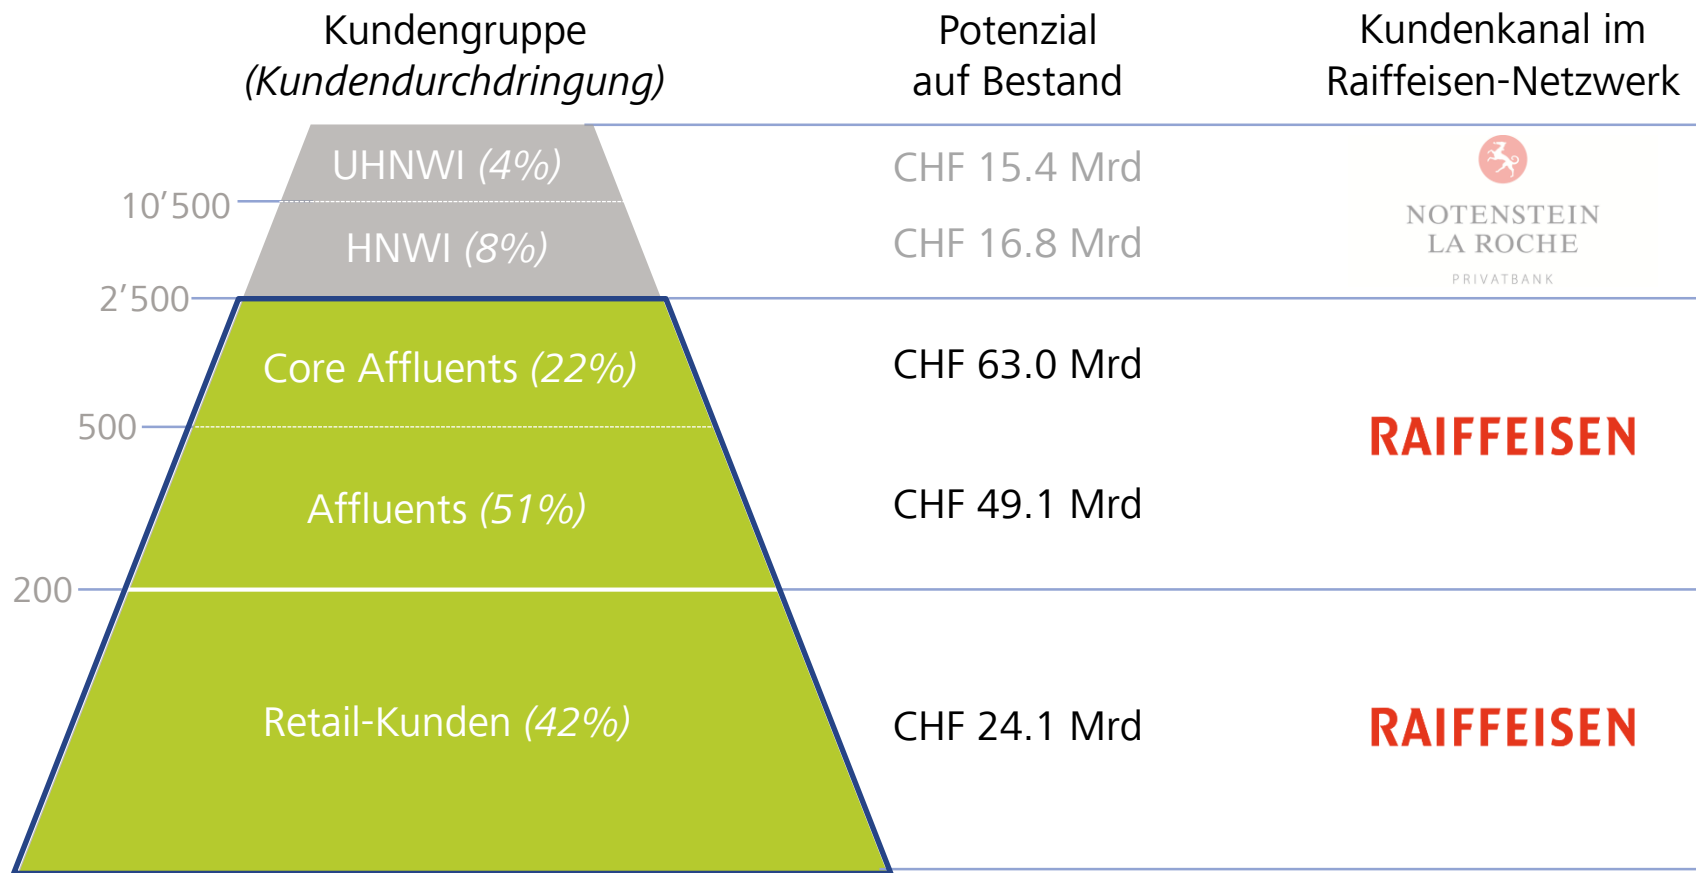 Kundengruppe
(Kundendurchdringung)
Potenzial
auf Bestand
Kundenkanal im
Raiffeisen-Netzwerk
UHNWI (4%)
CHF 15.4 Mrd
10’500
HNWI (8%)
CHF 16.8 Mrd
NOTENSTEIN
LA ROCHE
PRIVATBANK
2’500
Core Affluents (22%)
CHF 63.0 Mrd
500
RAIFFEISEN
Affluents (51%)
CHF 49.1 Mrd
200
Retail-Kunden (42%)
CHF 24.1 Mrd
RAIFFEISEN